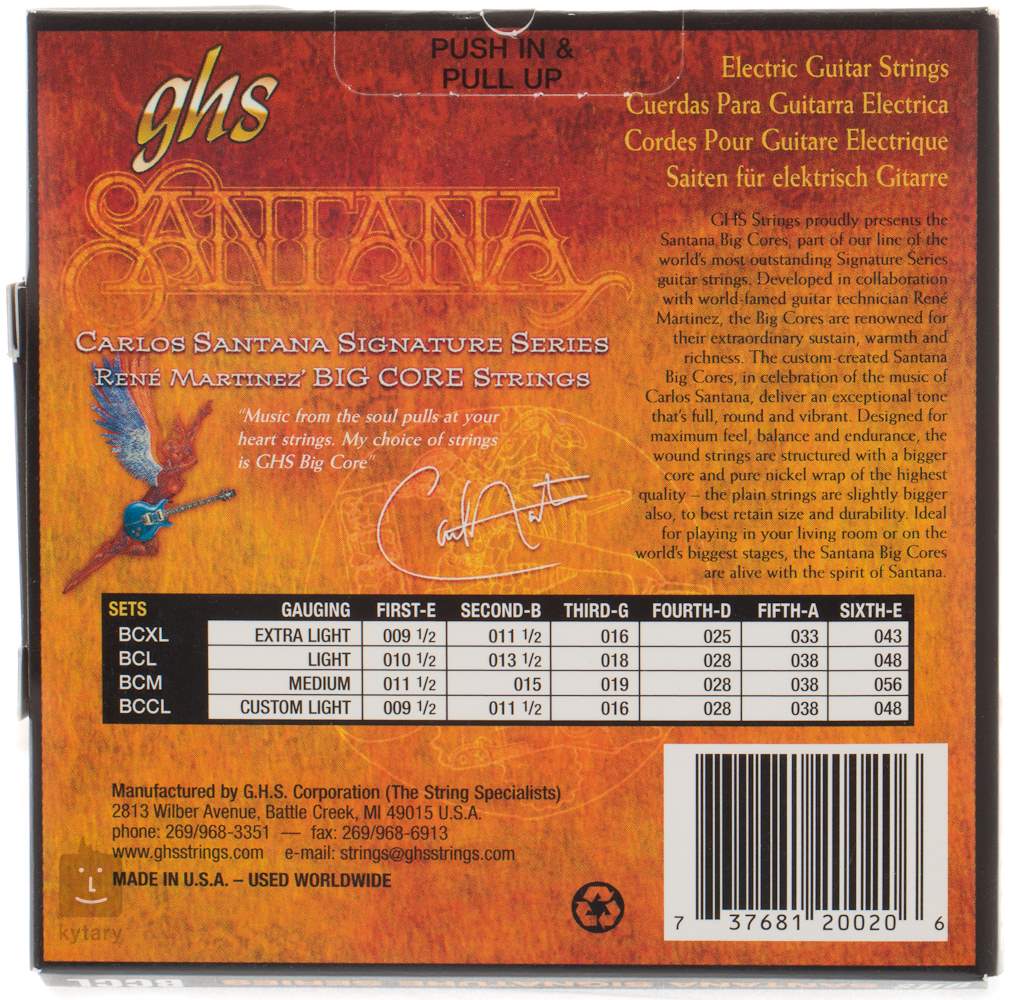 PUSH IN &
PULL UP
ghs
SANTANA
CARLOS SANTANA SIGNATURE SERIES
RENÉ MARTINEZ' BIG CORE STRINGS
"Music from the soul pulls at your
heart strings. My choice of strings
is GHS Big Core"
Electric Guitar Strings
Cuerdas Para Guitarra Electrica
Cordes Pour Guitare Electrique
Saiten für elektrisch Gitarre
GHS Strings proudly presents the
Santana Big Cores, part of our line of the
world's most outstanding Signature Series
guitar strings. Developed in collaboration
with world-famed guitar technician René
Martinez, the Big Cores are renowned for
their extraordinary sustain, warmth and
richness. The custom-created Santana
Big Cores, in celebration of the music of
Carlos Santana, deliver an exceptional tone
that's full, round and vibrant. Designed for
maximum feel, balance and endurance, the
wound strings are structured with a bigger
core and pure nickel wrap of the highest
quality – the plain strings are slightly bigger
also, to best retain size and durability. Ideal
for playing in your living room or on the
world's biggest stages, the Santana Big Cores
are alive with the spirit of Santana.
SETS GAUGING FIRST-E SECOND-B THIRD-G FOURTH-D FIFTH-A SIXTH-E
BCXL EXTRA LIGHT 009 1/2 011 1/2 016 025 033 043
BCL LIGHT 010 1/2 013 1/2 018 028 038 048
BCM MEDIUM 011 1/2 015 019 028 038 056
BCCL CUSTOM LIGHT 009 1/2 011 1/2 016 028 038 048
Manufactured by G.H.S. Corporation (The String Specialists)
2813 Wilber Avenue, Battle Creek, MI 49015 U.S.A.
phone: 269/968-3351 — fax: 269/968-6913
www.ghsstrings.com e-mail: strings@ghsstrings.com
MADE IN U.S.A. – USED WORLDWIDE
kytary
7 37681 20020 6